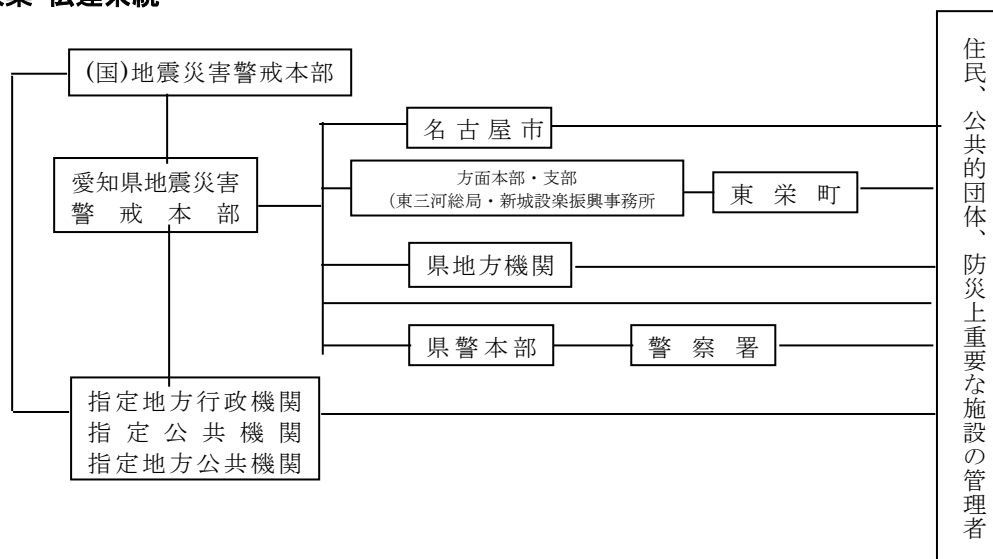 伝達系統
(国)地震災害警戒本部
名古屋市
愛知県地震災害
警戒本部
方面本部・支部
(東三河総局・新城設楽振興事務所
東栄町
県地方機関
県警本部
警察署
指定地方行政機関
指定公共機関
指定地方公共機関
住民、公共的団体、防災上重要な施設の管理者